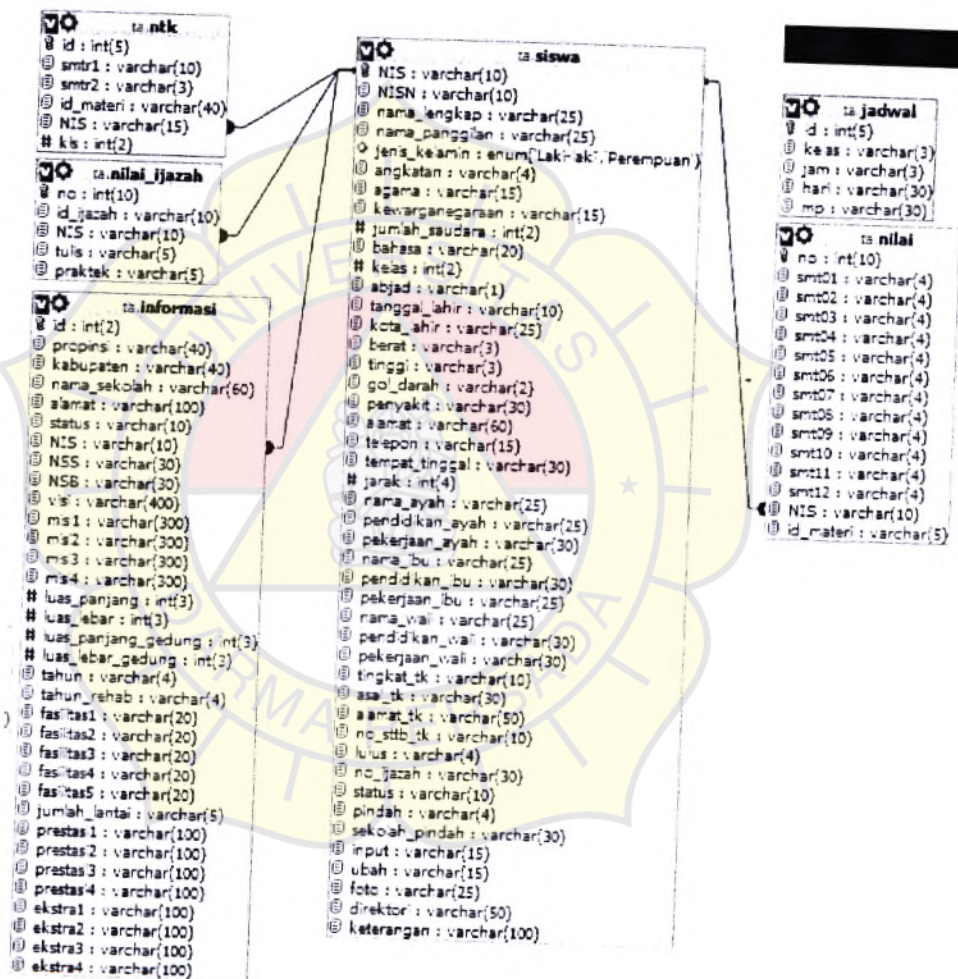 ta.ntk
id : int(5)
smtr1 : varchar(10)
smtr2 : varchar(3)
id_materi : varchar(40)
NIS : varchar(15)
# kls : int(2)
ta.nilai_ijazah
no : int(10)
id_ijazah : varchar(10)
NIS : varchar(10)
tulis : varchar(5)
praktek : varchar(5)
ta.informasi
id : int(2)
propinsi : varchar(40)
kabupaten : varchar(40)
nama_sekolah : varchar(60)
alamat : varchar(100)
status : varchar(10)
NIS : varchar(10)
NSS : varchar(30)
NSB : varchar(30)
visi : varchar(400)
mis1 : varchar(300)
mis2 : varchar(300)
mis3 : varchar(300)
mis4 : varchar(300)
# luas_panjang : int(3)
# luas_lebar : int(3)
# luas_panjang_gedung : int(3)
# luas_lebar_gedung : int(3)
tahun : varchar(4)
tahun_rehab : varchar(4)
fasilitas1 : varchar(20)
fasilitas2 : varchar(20)
fasilitas3 : varchar(20)
fasilitas4 : varchar(20)
fasilitas5 : varchar(20)
jumlah_lantai : varchar(5)
prestasi1 : varchar(100)
prestasi2 : varchar(100)
prestasi3 : varchar(100)
prestasi4 : varchar(100)
ekstra1 : varchar(100)
ekstra2 : varchar(100)
ekstra3 : varchar(100)
ekstra4 : varchar(100)
ta.siswa
NIS : varchar(10)
NISN : varchar(10)
nama_lengkap : varchar(25)
nama_panggilan : varchar(25)
jenis_kelamin : enum('Laki-laki','Perempuan')
angkatan : varchar(4)
agama : varchar(15)
kewarganegaraan : varchar(15)
# jumlah_saudara : int(2)
bahasa : varchar(20)
# kelas : int(2)
abjad : varchar(1)
tanggal_lahir : varchar(10)
kota_lahir : varchar(25)
berat : varchar(3)
tinggi : varchar(3)
gol_darah : varchar(2)
penyakit : varchar(30)
alamat : varchar(60)
telepon : varchar(15)
tempat_tinggal : varchar(30)
# jarak : int(4)
nama_ayah : varchar(25)
pendidikan_ayah : varchar(25)
pekerjaan_ayah : varchar(30)
nama_ibu : varchar(25)
pendidikan_ibu : varchar(30)
pekerjaan_ibu : varchar(25)
nama_wali : varchar(25)
pendidikan_wali : varchar(30)
pekerjaan_wali : varchar(30)
tingkat_tk : varchar(10)
asal_tk : varchar(30)
alamat_tk : varchar(50)
no_sttb_tk : varchar(10)
lulus : varchar(4)
no_ijazah : varchar(30)
status : varchar(10)
pindah : varchar(4)
sekolah_pindah : varchar(30)
input : varchar(15)
ubah : varchar(15)
foto : varchar(25)
direktori : varchar(50)
keterangan : varchar(100)
ta.jadwal
id : int(5)
kelas : varchar(3)
jam : varchar(3)
hari : varchar(30)
mp : varchar(30)
ta.nilai
no : int(10)
smt01 : varchar(4)
smt02 : varchar(4)
smt03 : varchar(4)
smt04 : varchar(4)
smt05 : varchar(4)
smt06 : varchar(4)
smt07 : varchar(4)
smt08 : varchar(4)
smt09 : varchar(4)
smt10 : varchar(4)
smt11 : varchar(4)
smt12 : varchar(4)
NIS : varchar(10)
id_materi : varchar(5)
UNIVERSITAS
DARMA PERSADA